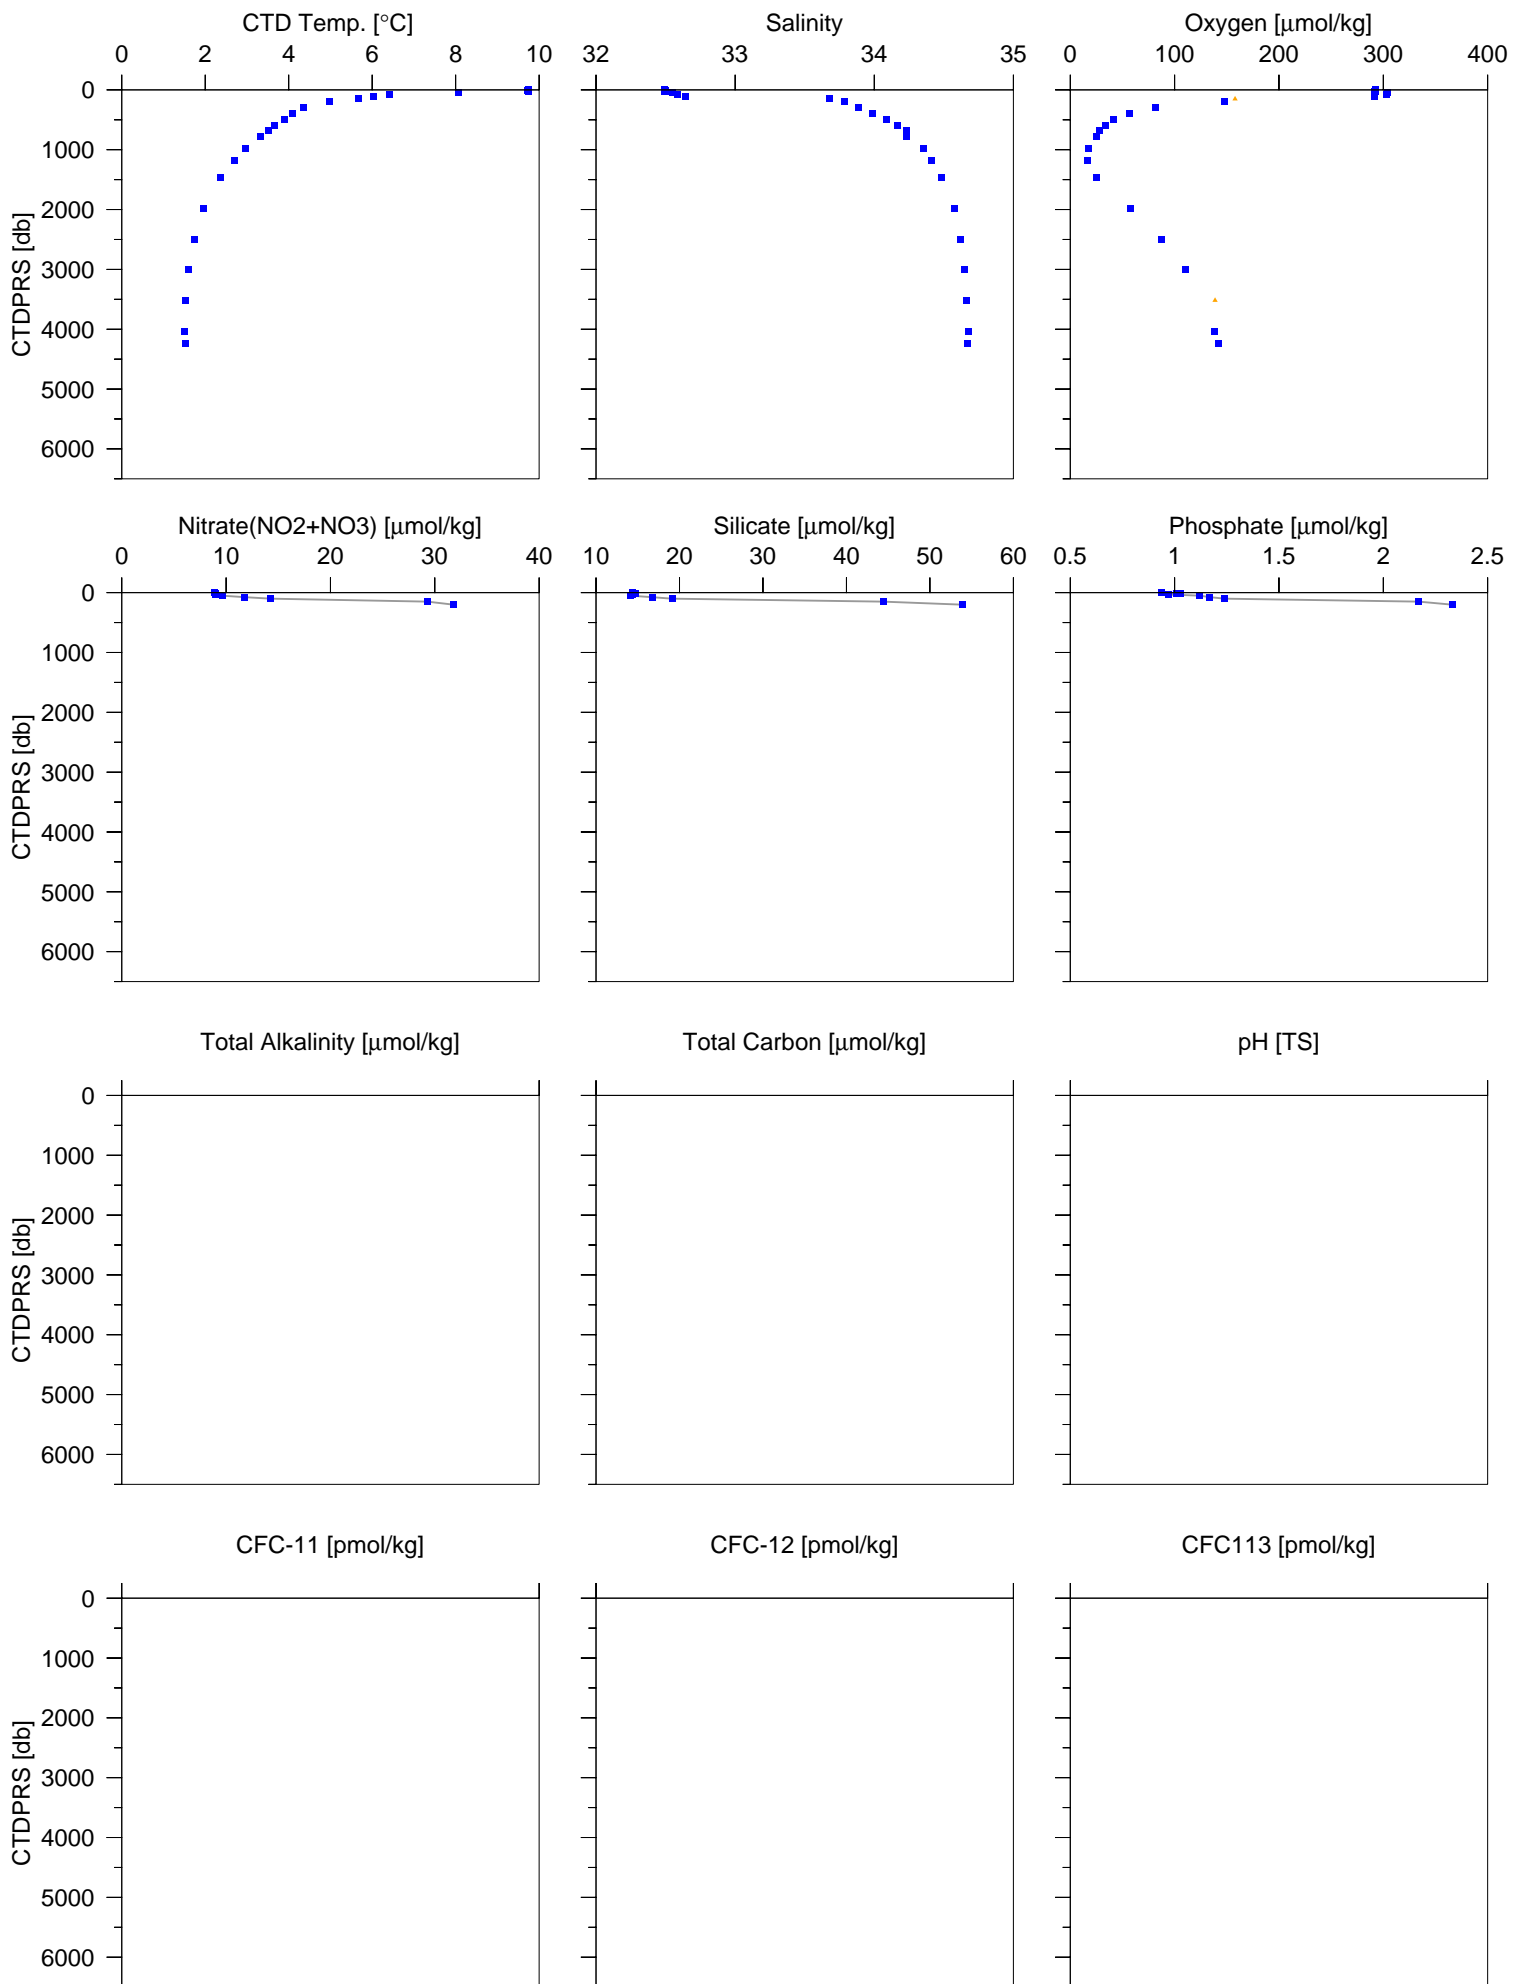 CTD Temp. [°C] Salinity Oxygen [μmol/kg]
0 2 4 6 8 10 32 33 34 35 0 100 200 300 400
0
1000
2000
3000
4000
5000
6000
CTDPRS [db]
Nitrate(NO2+NO3) [μmol/kg] Silicate [μmol/kg] Phosphate [μmol/kg]
0 10 20 30 40 10 20 30 40 50 60 0.5 1 1.5 2 2.5
0
1000
2000
3000
4000
5000
6000
CTDPRS [db]
Total Alkalinity [μmol/kg] Total Carbon [μmol/kg] pH [TS]
0
1000
2000
3000
4000
5000
6000
CTDPRS [db]
CFC-11 [pmol/kg] CFC-12 [pmol/kg] CFC113 [pmol/kg]
0
1000
2000
3000
4000
5000
6000
CTDPRS [db]